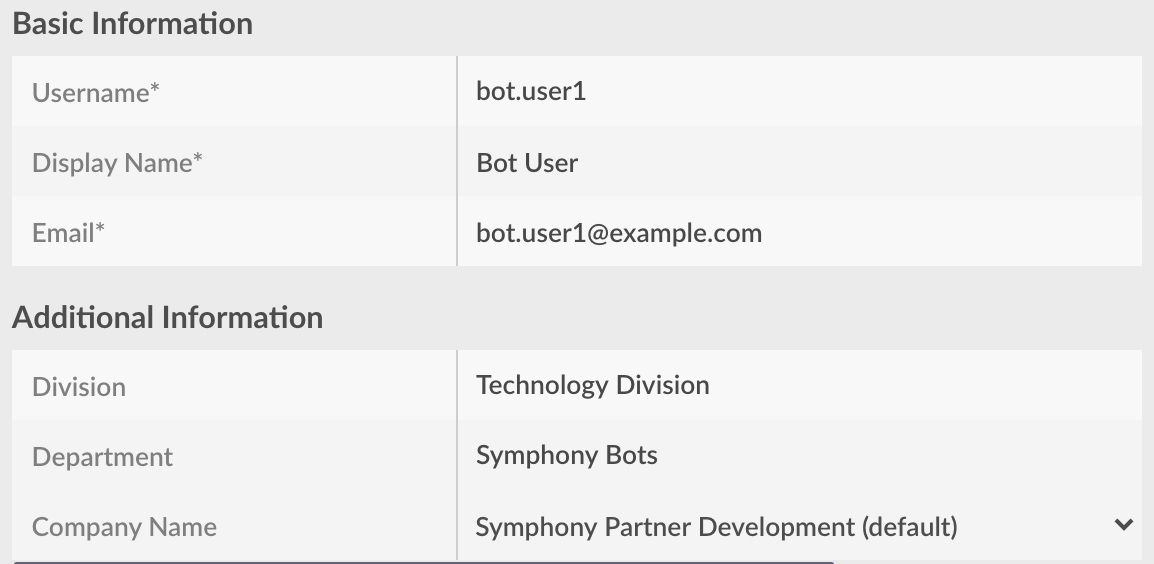 Basic Information
Username* bot.user1
Display Name* Bot User
Email* bot.user1@example.com
Additional Information
Division Technology Division
Department Symphony Bots
Company Name Symphony Partner Development (default)